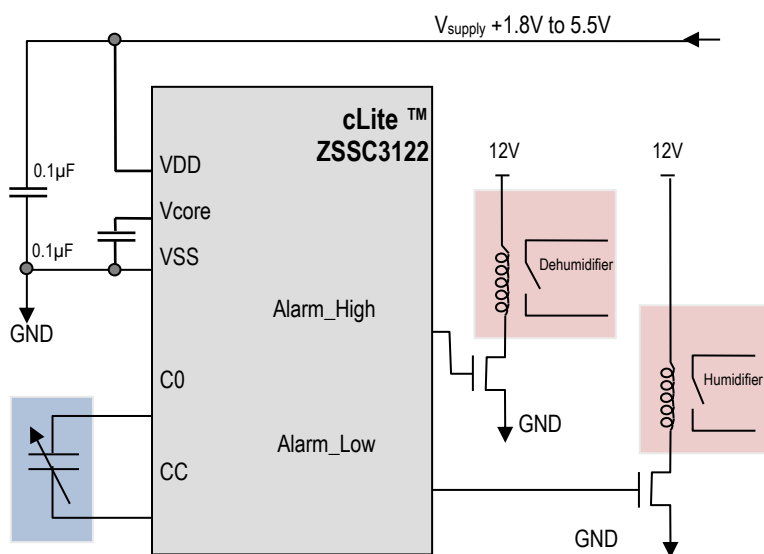 Vsupply +1.8V to 5.5V
cLite ™
ZSSC3122
12V
12V
0.1µF
VDD
Vcore
0.1µF
VSS
Dehumidifier
GND
Alarm_High
C0
Humidifier
GND
Alarm_Low
CC
GND